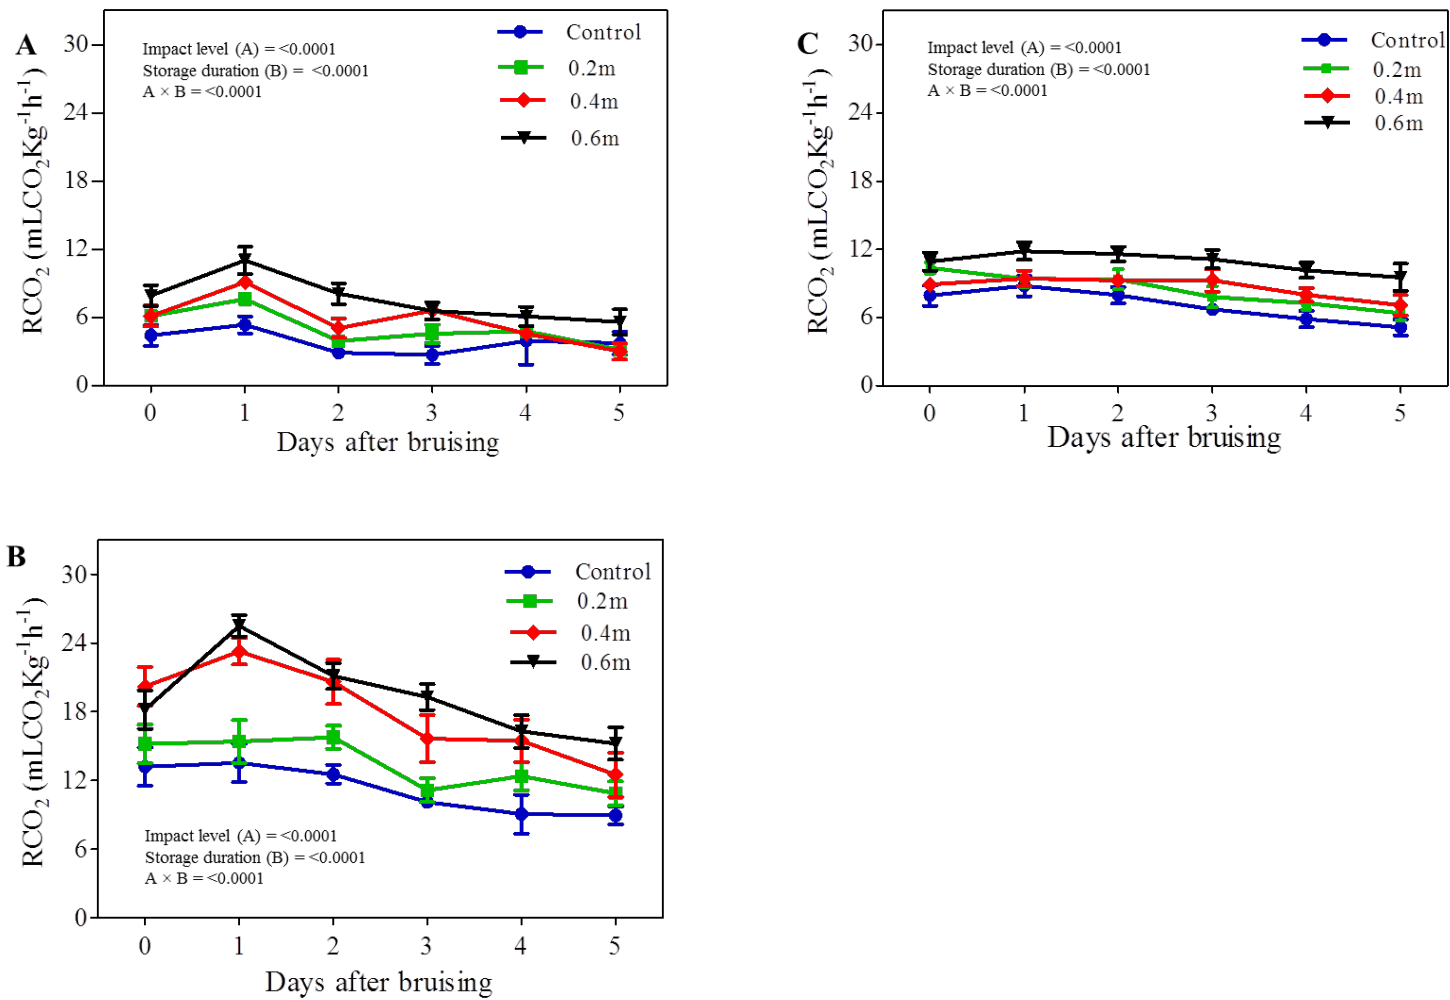 A
RCO₂ (mLCO₂Kg⁻¹h⁻¹)
30
24
18
12
6
0
Impact level (A) = <0.0001
Storage duration (B) = <0.0001
A × B = <0.0001
Control
0.2m
0.4m
0.6m
0 1 2 3 4 5
Days after bruising
C
RCO₂ (mLCO₂Kg⁻¹h⁻¹)
30
24
18
12
6
0
Impact level (A) = <0.0001
Storage duration (B) = <0.0001
A × B = <0.0001
Control
0.2m
0.4m
0.6m
0 1 2 3 4 5
Days after bruising
B
RCO₂ (mLCO₂Kg⁻¹h⁻¹)
30
24
18
12
6
0
Control
0.2m
0.4m
0.6m
Impact level (A) = <0.0001
Storage duration (B) = <0.0001
A × B = <0.0001
0 1 2 3 4 5
Days after bruising